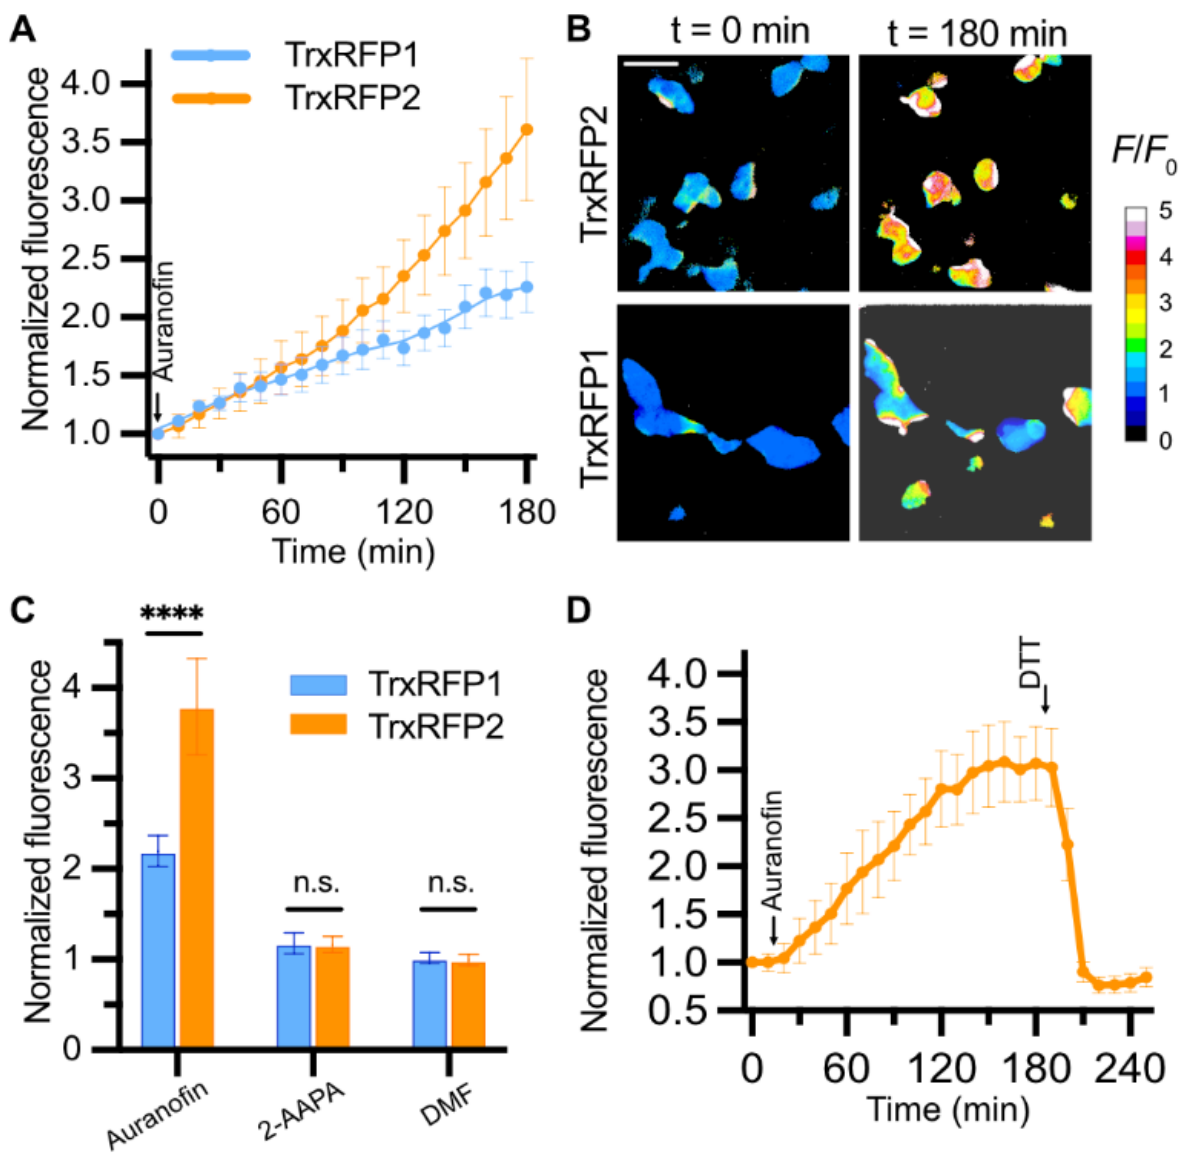 A
TrxRFP1
TrxRFP2
Normalized fluorescence
4.0
3.5
3.0
2.5
2.0
1.5
1.0
Auranofin
0 60 120 180
Time (min)
B
t = 0 min t = 180 min
TrxRFP2
TrxRFP1
F/F0
5
4
3
2
1
0
C
****
TrxRFP1
TrxRFP2
Normalized fluorescence
4
3
2
1
0
n.s. n.s.
Auranofin 2-AAPA DMF
D
DTT
Normalized fluorescence
4.0
3.5
3.0
2.5
2.0
1.5
1.0
0.5
Auranofin
0 60 120 180 240
Time (min)